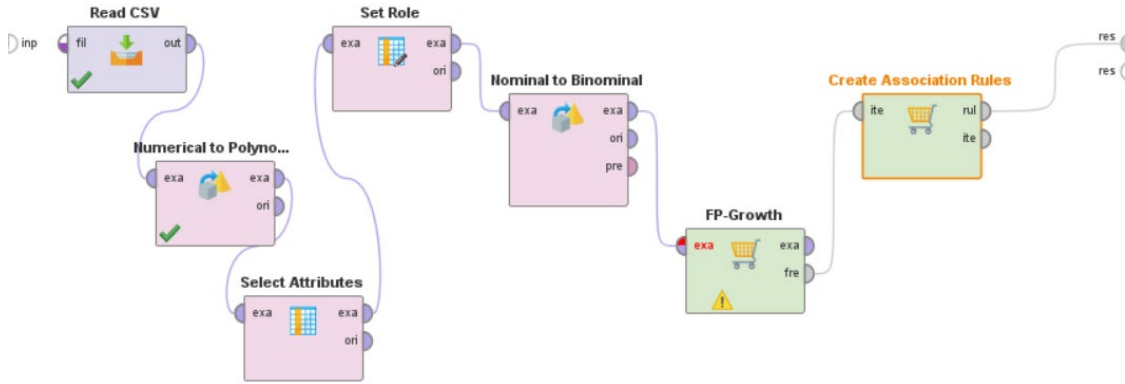 Read CSV
inp
fil
out
Numerical to Polyno...
exa
exa
ori
Select Attributes
exa
exa
ori
Set Role
exa
exa
ori
Nominal to Binominal
exa
exa
ori
pre
FP-Growth
exa
exa
fre
Create Association Rules
ite
rul
ite
res
res